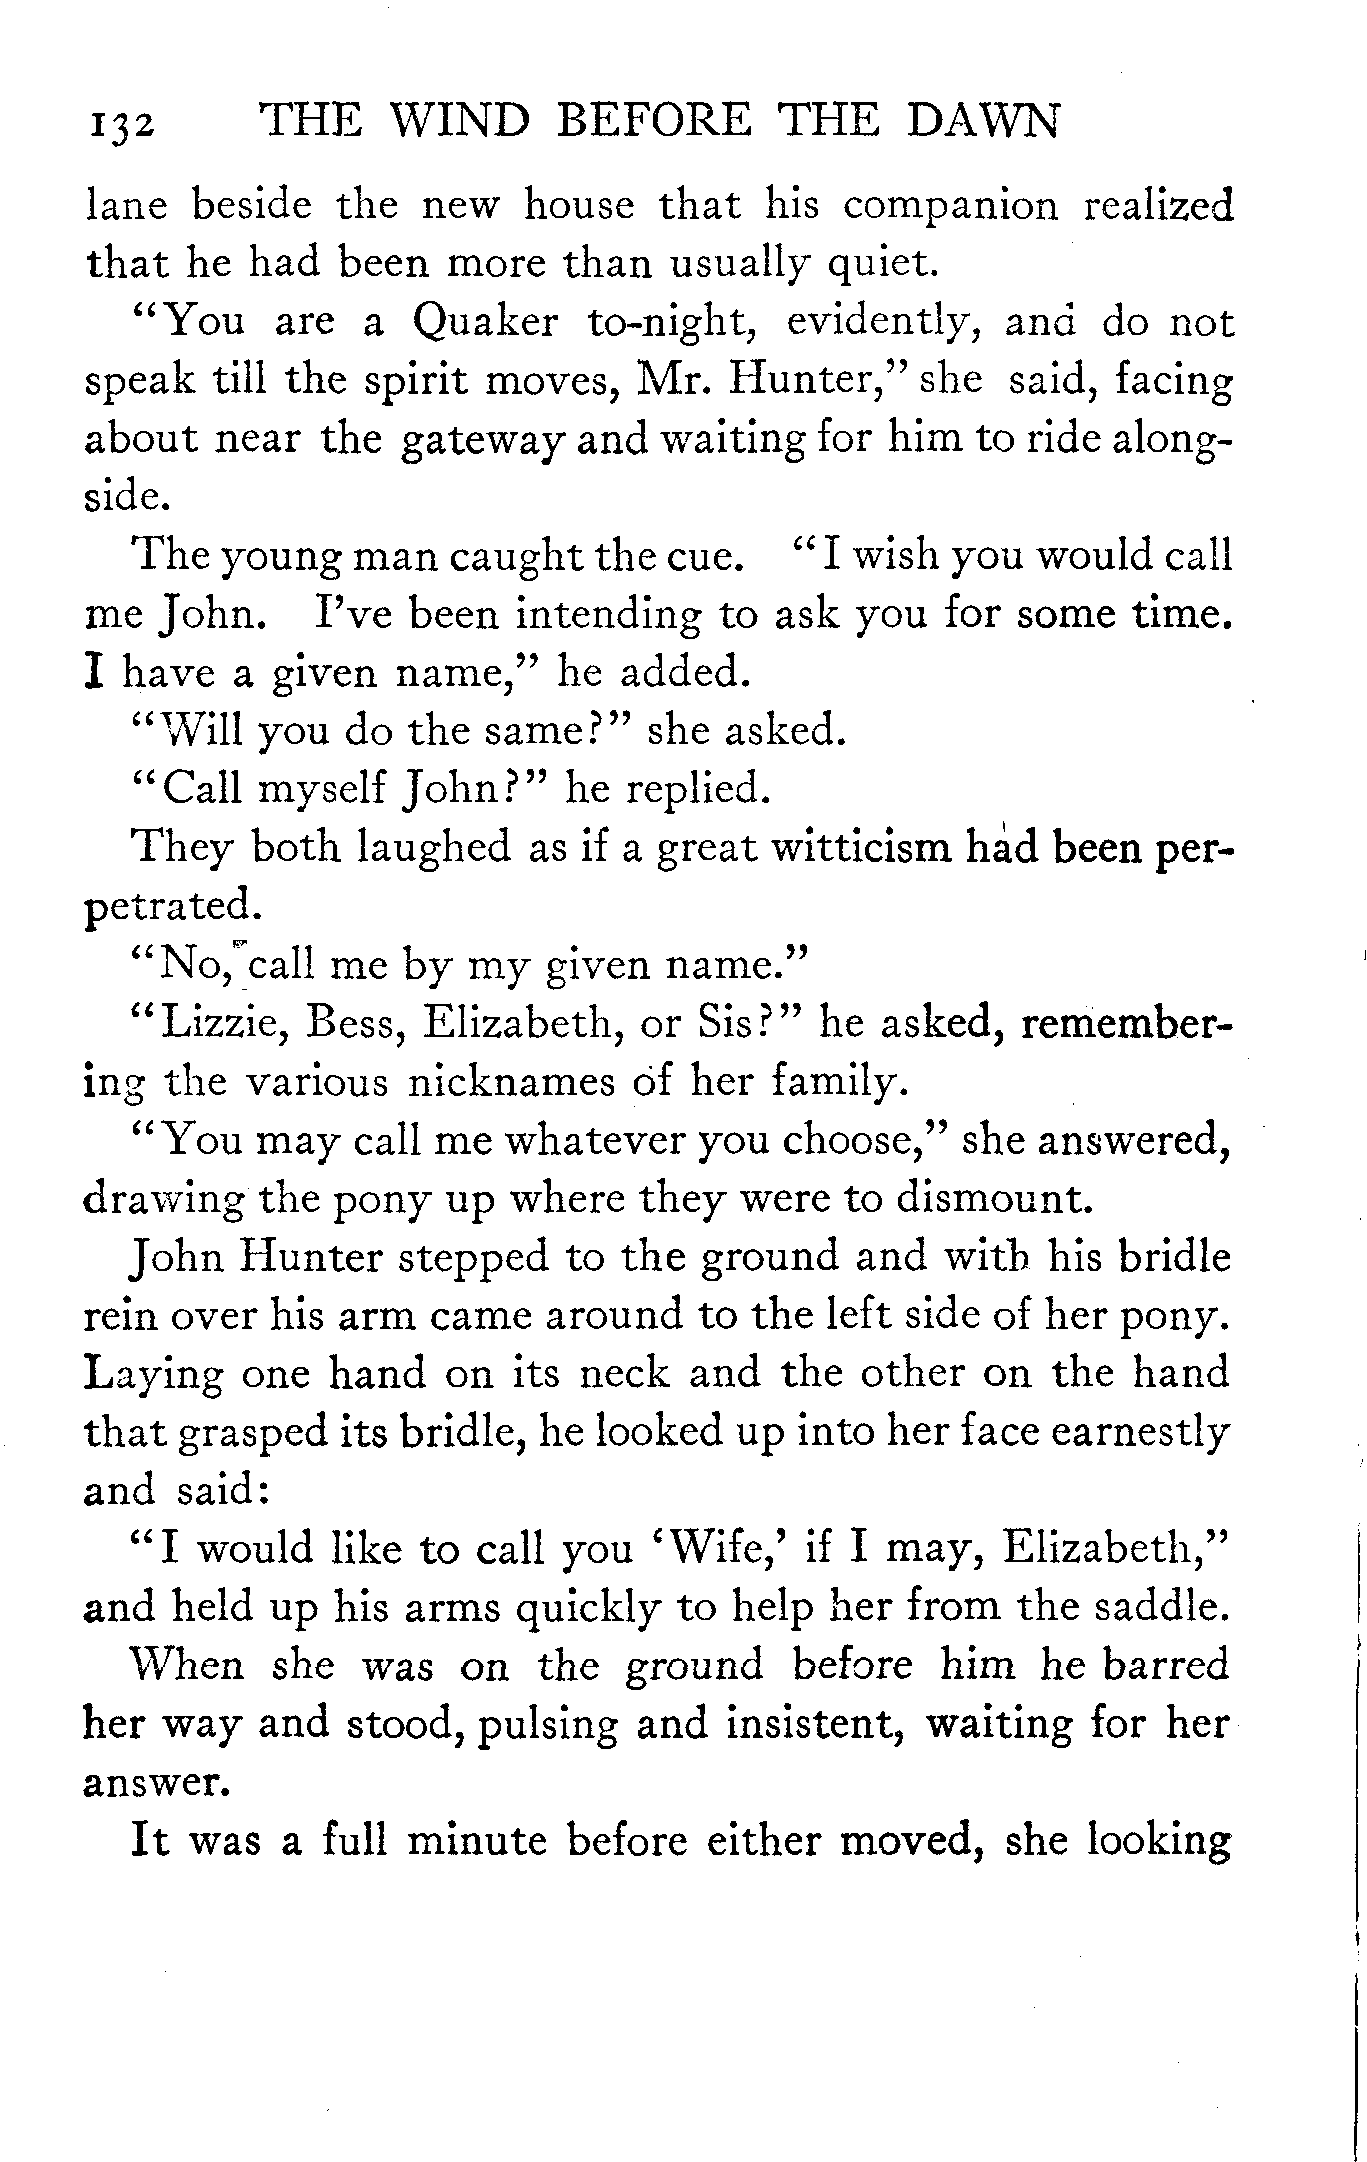 132 THE WIND BEFORE THE DAWN
lane beside the new house that his companion realized
that he had been more than usually quiet.
"You are a Quaker to-night, evidently, and do not
speak till the spirit moves, Mr. Hunter," she said, facing
about near the gateway and waiting for him to ride along-
side.
The young man caught the cue. "I wish you would call
me John. I've been intending to ask you for some time.
I have a given name," he added.
"Will you do the same?" she asked.
"Call myself John?" he replied.
They both laughed as if a great witticism had been per-
petrated.
"No, call me by my given name."
"Lizzie, Bess, Elizabeth, or Sis?" he asked, remember-
ing the various nicknames of her family.
"You may call me whatever you choose," she answered,
drawing the pony up where they were to dismount.
John Hunter stepped to the ground and with his bridle
rein over his arm came around to the left side of her pony.
Laying one hand on its neck and the other on the hand
that grasped its bridle, he looked up into her face earnestly
and said:
"I would like to call you 'Wife,' if I may, Elizabeth,"
and held up his arms quickly to help her from the saddle.
When she was on the ground before him he barred
her way and stood, pulsing and insistent, waiting for her
answer.
It was a full minute before either moved, she looking